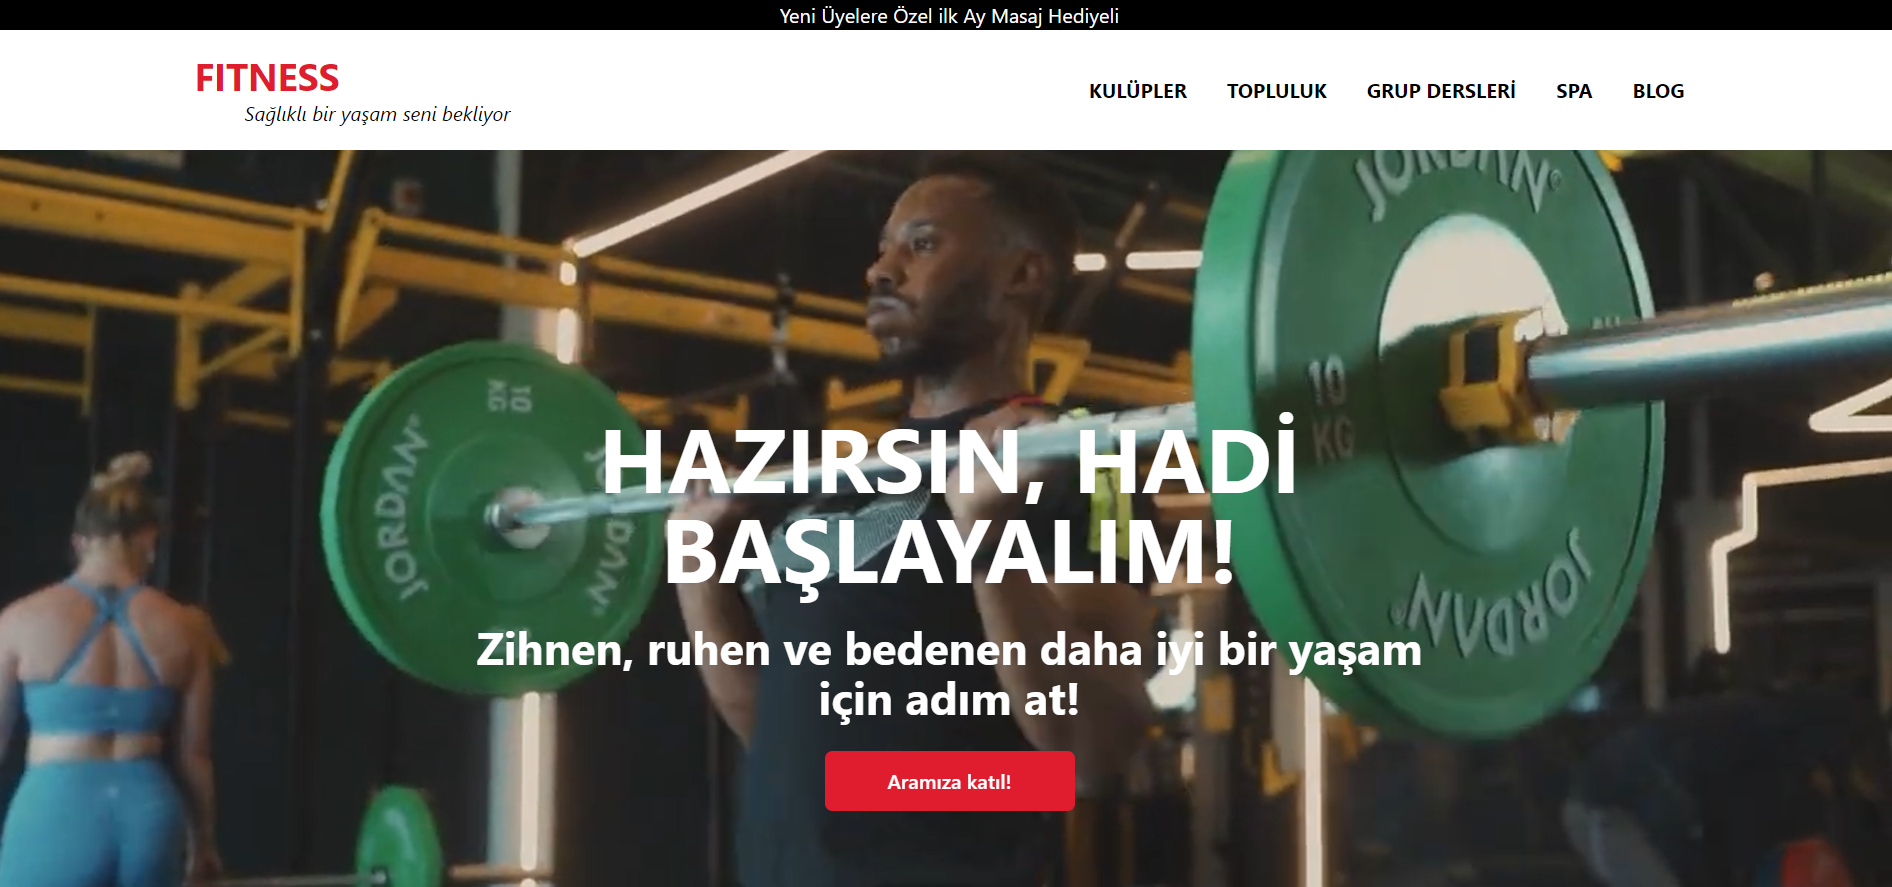 Yeni Üyelere Özel ilk Ay Masaj Hediyeli
FITNESS
Sağlıklı bir yaşam seni bekliyor
KULÜPLER TOPLULUK GRUP DERSLERİ SPA BLOG
JORDAN
10
KG
JORDAN
10
KG
JORDAN
JORDAN
HAZIRSIN, HADİ
BAŞLAYALIM!
Zihnen, ruhen ve bedenen daha iyi bir yaşam
için adım at!
Aramıza katıl!